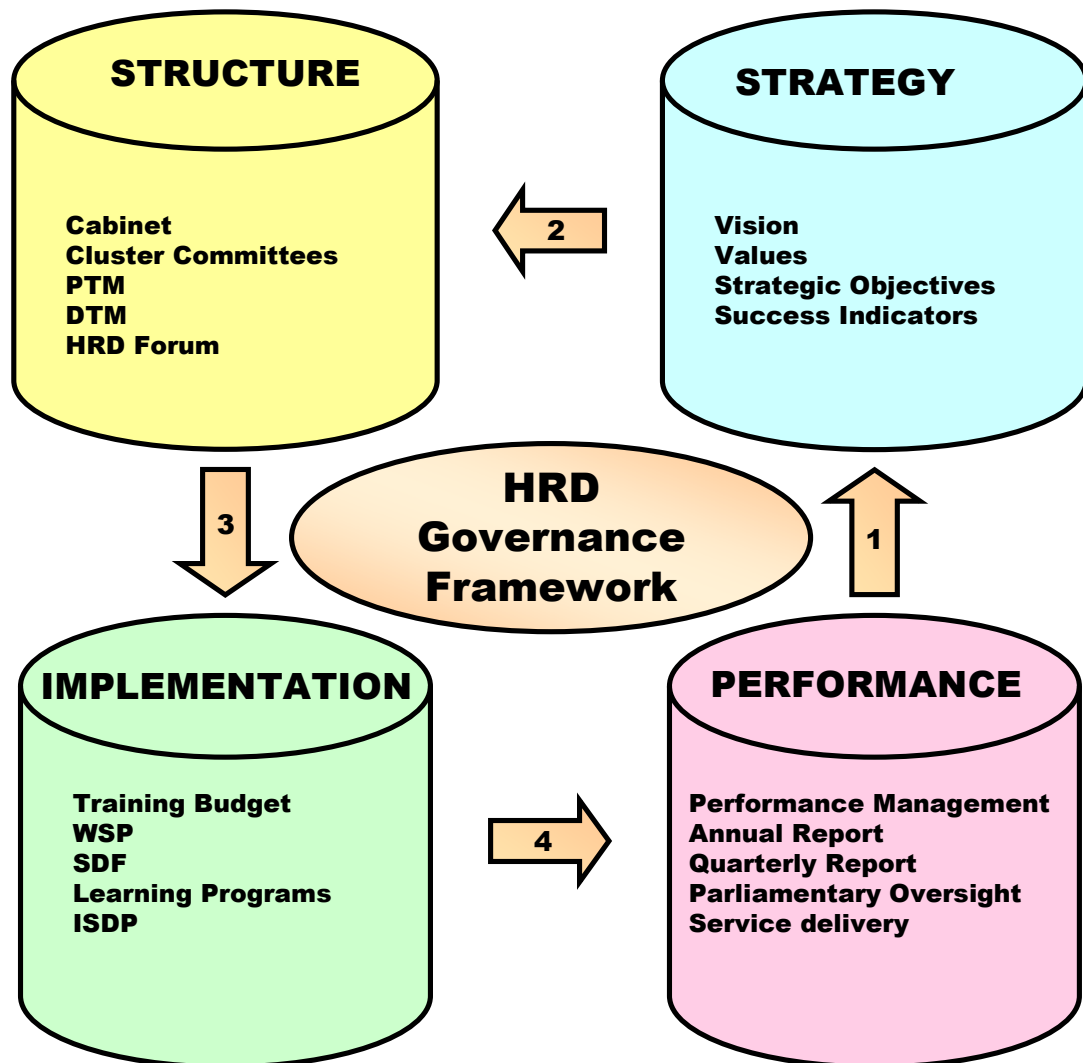 STRUCTURE
Cabinet
Cluster Committees
PTM
DTM
HRD Forum
STRATEGY
Vision
Values
Strategic Objectives
Success Indicators
2
3
HRD
Governance
Framework
1
IMPLEMENTATION
Training Budget
WSP
SDF
Learning Programs
ISDP
4
PERFORMANCE
Performance Management
Annual Report
Quarterly Report
Parliamentary Oversight
Service delivery